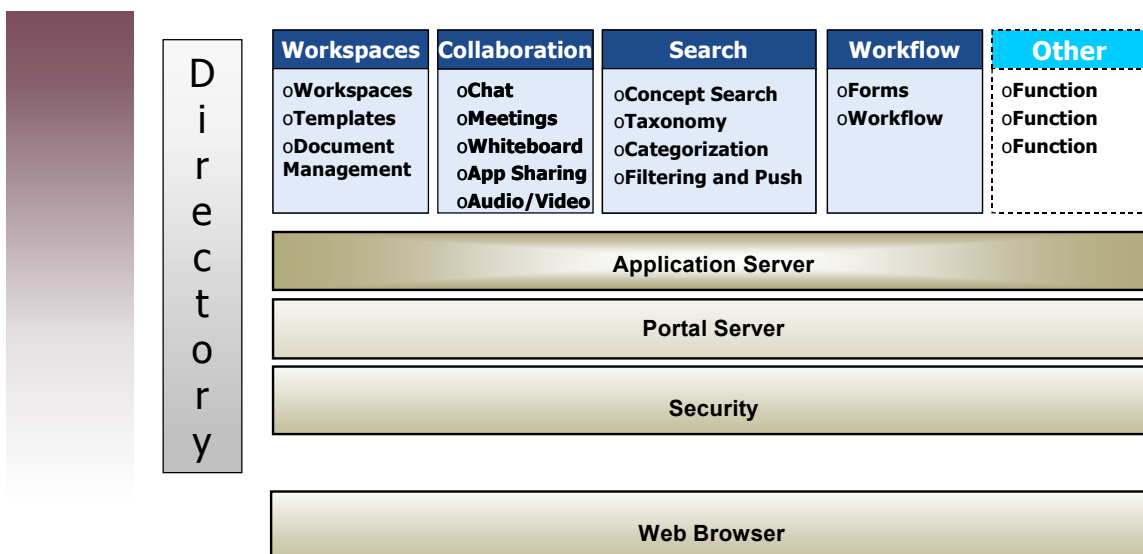 Directory
Workspaces
oWorkspaces
oTemplates
oDocument
Management
Collaboration
oChat
oMeetings
oWhiteboard
oApp Sharing
oAudio/Video
Search
oConcept Search
oTaxonomy
oCategorization
oFiltering and Push
Workflow
oForms
oWorkflow
Other
oFunction
oFunction
oFunction
Application Server
Portal Server
Security
Web Browser